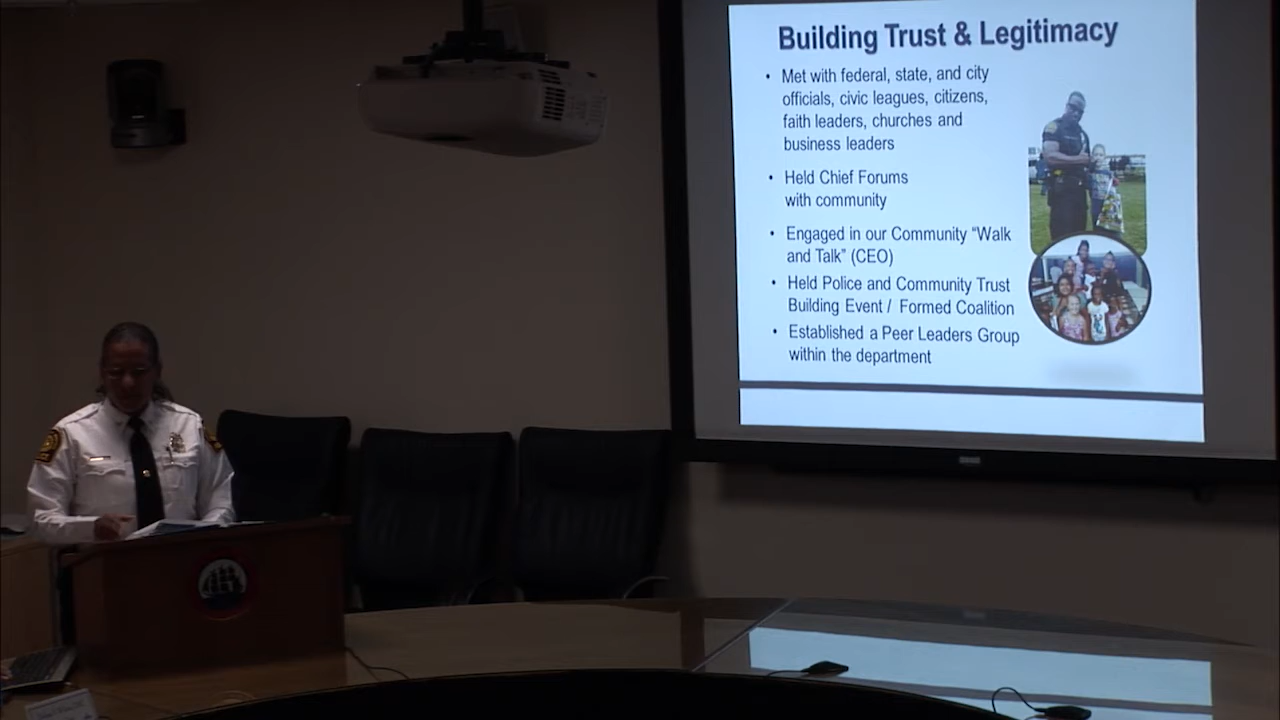 Building Trust & Legitimacy
• Met with federal, state, and city
officials, civic leagues, citizens,
faith leaders, churches and
business leaders
• Held Chief Forums
with community
• Engaged in our Community “Walk
and Talk” (CEO)
• Held Police and Community Trust
Building Event / Formed Coalition
• Established a Peer Leaders Group
within the department